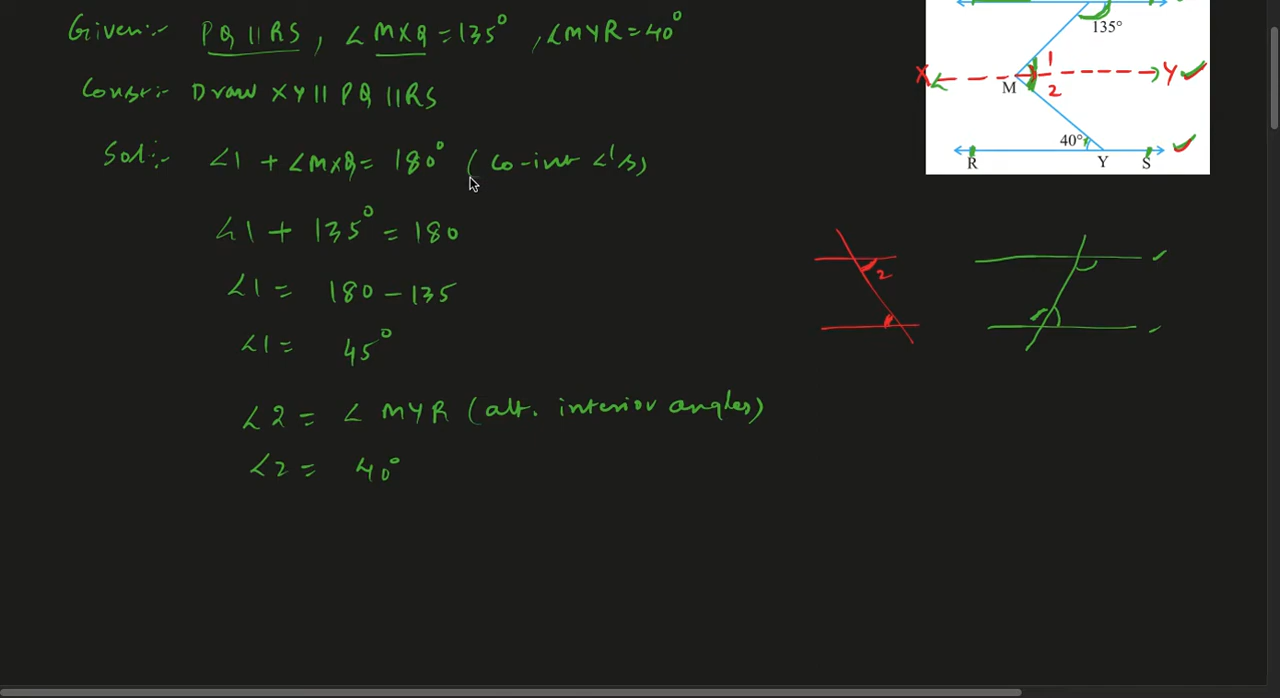 Given:- PQ || RS, ∠MXQ = 135°, ∠MYR = 40°
Const:- Draw XY || PQ || RS
Sol:- ∠1 + ∠MXQ = 180° (Co-int ∠'s)
∠1 + 135° = 180
∠1 = 180 - 135
∠1 = 45°
∠2 = ∠MYR (alt. interior angles)
∠2 = 40°
135°
X 1 Y
M 2
40°
R Y S
2